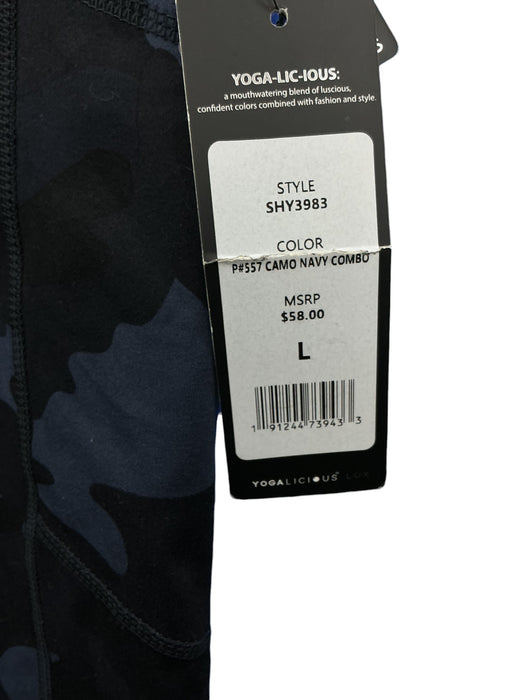 S
YOGA-LIC-IOUS:
a mouthwatering blend of luscious,
confident colors combined with fashion and style.
STYLE
SHY3983
COLOR
P#557 CAMO NAVY COMBO
MSRP
$58.00
L
1 91244 73943 3
YOGALICIOUS® LUX